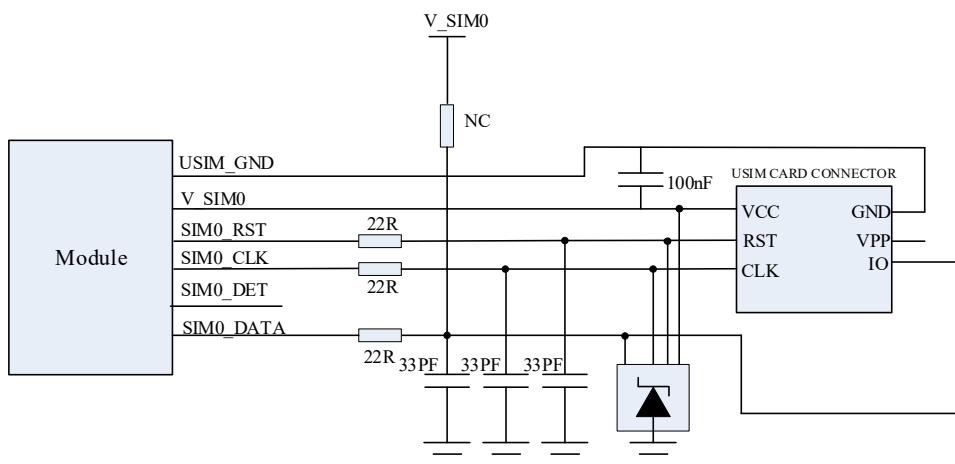 V_SIM0
NC
USIM_GND
USIM CARD CONNECTOR
100nF
V_SIM0
VCC
GND
SIM0_RST
22R
RST
VPP
Module
SIM0_CLK
CLK
IO
22R
SIM0_DET
SIM0_DATA
22R
33PF
33PF
33PF